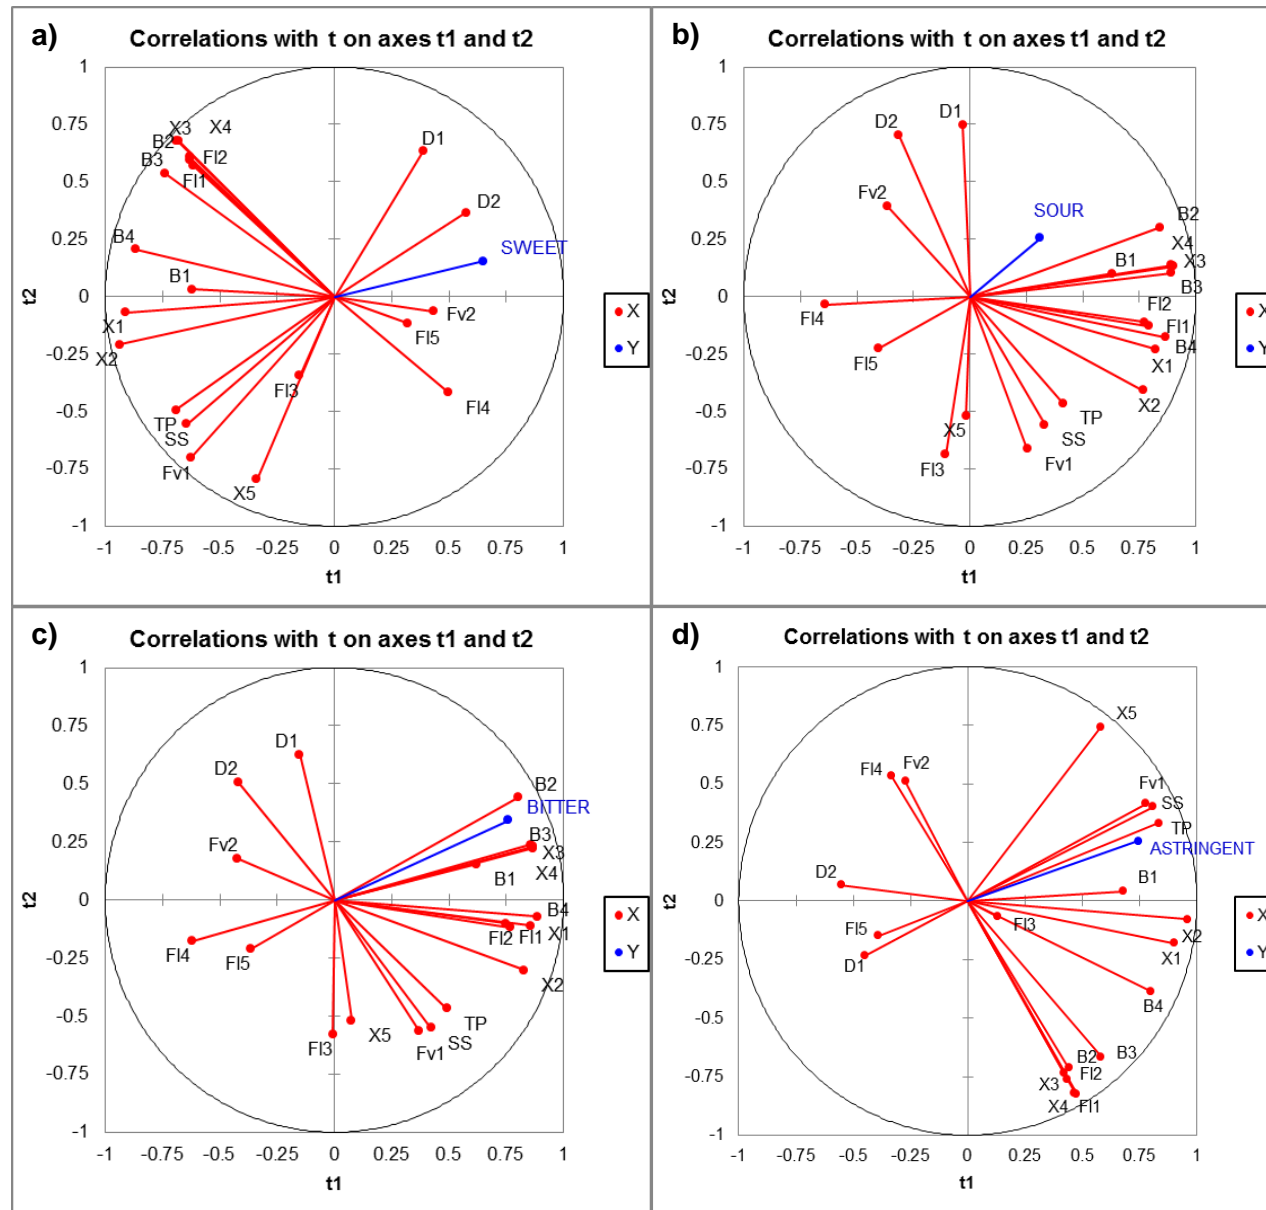 a)
Correlations with t on axes t1 and t2
1
0.75
0.5
0.25
0
-0.25
-0.5
-0.75
-1
t2
X3 X4
B2
Fl2
B3
Fl1
D1
D2
B4
SWEET
B1
Fv2
X1
Fl5
X2
Fl3
Fl4
TP
SS
Fv1
X5
-1 -0.75 -0.5 -0.25 0 0.25 0.5 0.75 1
t1
X
Y
b)
Correlations with t on axes t1 and t2
1
0.75
0.5
0.25
0
-0.25
-0.5
-0.75
-1
t2
D1
D2
Fv2
SOUR
B2
X4
B1
X3
B3
Fl4
Fl2
Fl1
Fl5
B4
X1
X2
TP
X5
SS
Fl3
Fv1
-1 -0.75 -0.5 -0.25 0 0.25 0.5 0.75 1
t1
X
Y
c)
Correlations with t on axes t1 and t2
1
0.75
0.5
0.25
0
-0.25
-0.5
-0.75
-1
t2
D1
D2
B2
BITTER
Fv2
B3
X3
X4
B1
B4
Fl2
Fl1
X1
Fl4
Fl5
X2
TP
X5
SS
Fl3
Fv1
-1 -0.75 -0.5 -0.25 0 0.25 0.5 0.75 1
t1
X
Y
d)
Correlations with t on axes t1 and t2
1
0.75
0.5
0.25
0
-0.25
-0.5
-0.75
-1
t2
X5
Fl4
Fv2
Fv1
SS
TP
ASTRINGENT
D2
B1
Fl5
Fl3
X2
D1
X1
B4
B2
B3
Fl2
X3
X4
Fl1
-1 -0.75 -0.5 -0.25 0 0.25 0.5 0.75 1
t1
X
Y